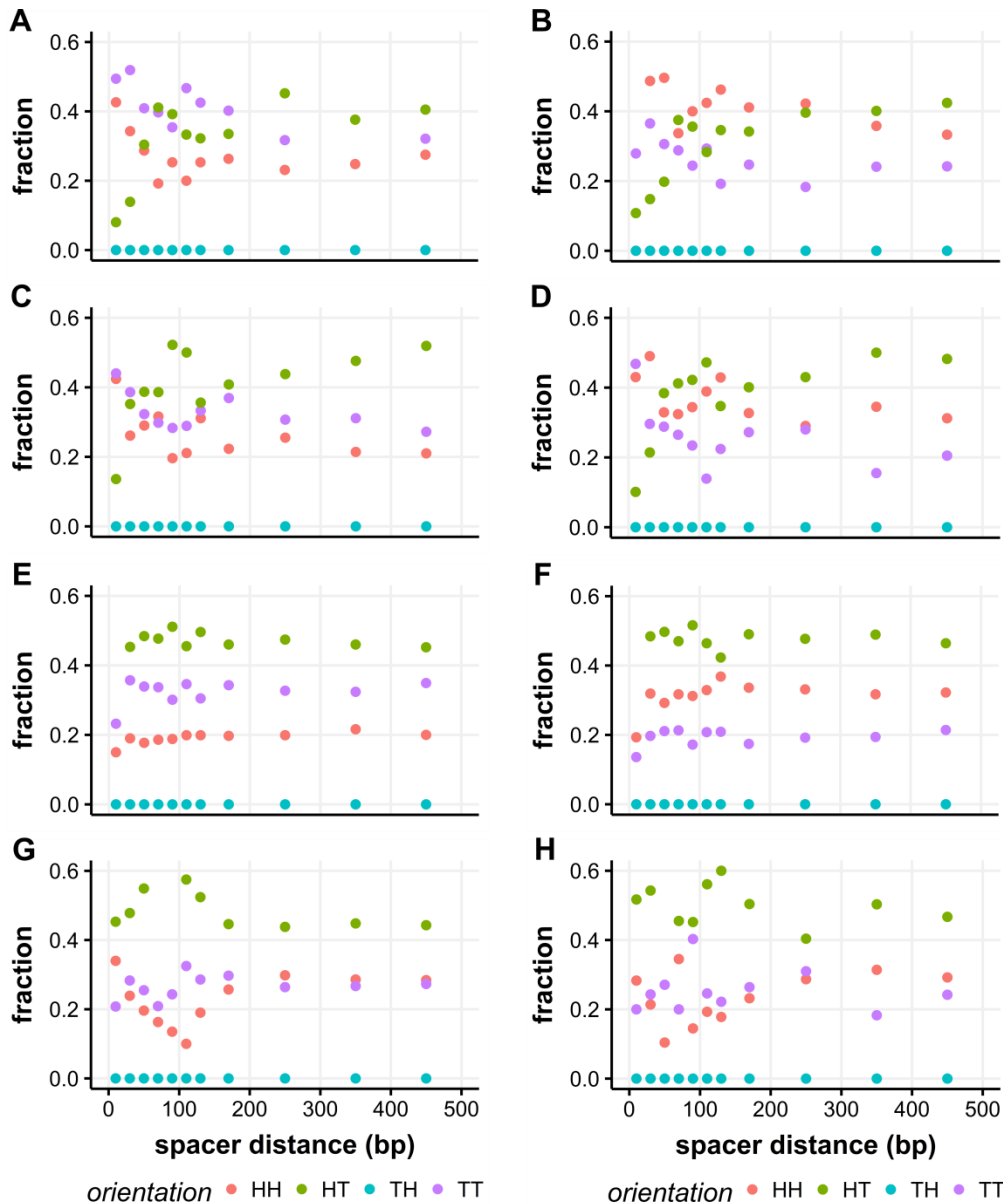 A B
0.6 0.6
0.4 0.4
fraction fraction
0.2 0.2
0.0 0.0
C D
0.6 0.6
0.4 0.4
fraction fraction
0.2 0.2
0.0 0.0
E F
0.6 0.6
0.4 0.4
fraction fraction
0.2 0.2
0.0 0.0
G H
0.6 0.6
0.4 0.4
fraction fraction
0.2 0.2
0.0 0.0
0 100 200 300 400 500 0 100 200 300 400 500
spacer distance (bp) spacer distance (bp)
orientation HH HT TH TT orientation HH HT TH TT